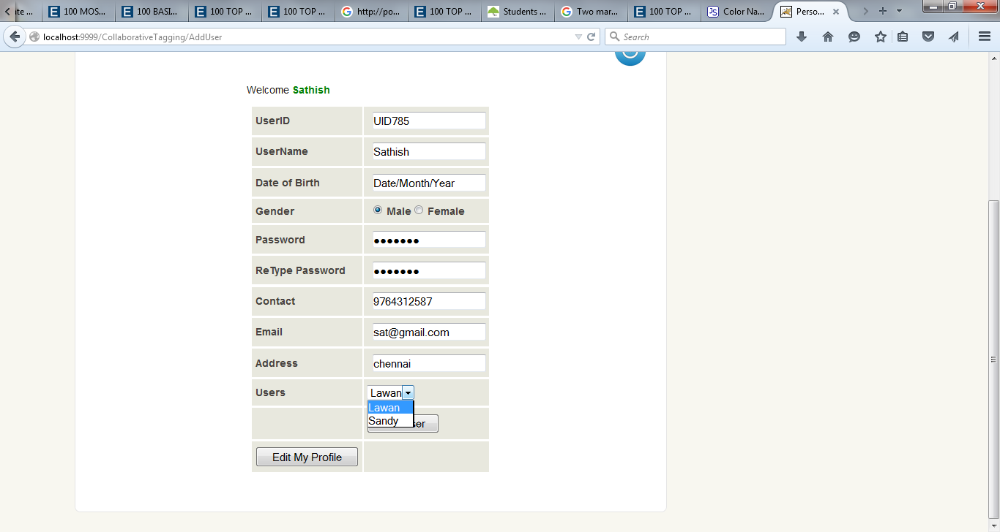 ite ... 100 MOS... 100 BASI... 100 TOP ... 100 TOP ... http://po... 100 TOP ... Students ... Two mar... 100 TOP ... Color Na... Perso...
localhost:9999/CollaborativeTagging/AddUser Search
Welcome Sathish
UserID UID785
UserName Sathish
Date of Birth Date/Month/Year
Gender Male Female
Password
ReType Password
Contact 9764312587
Email sat@gmail.com
Address chennai
Users Lawan
Lawan
Sandy ser
Edit My Profile